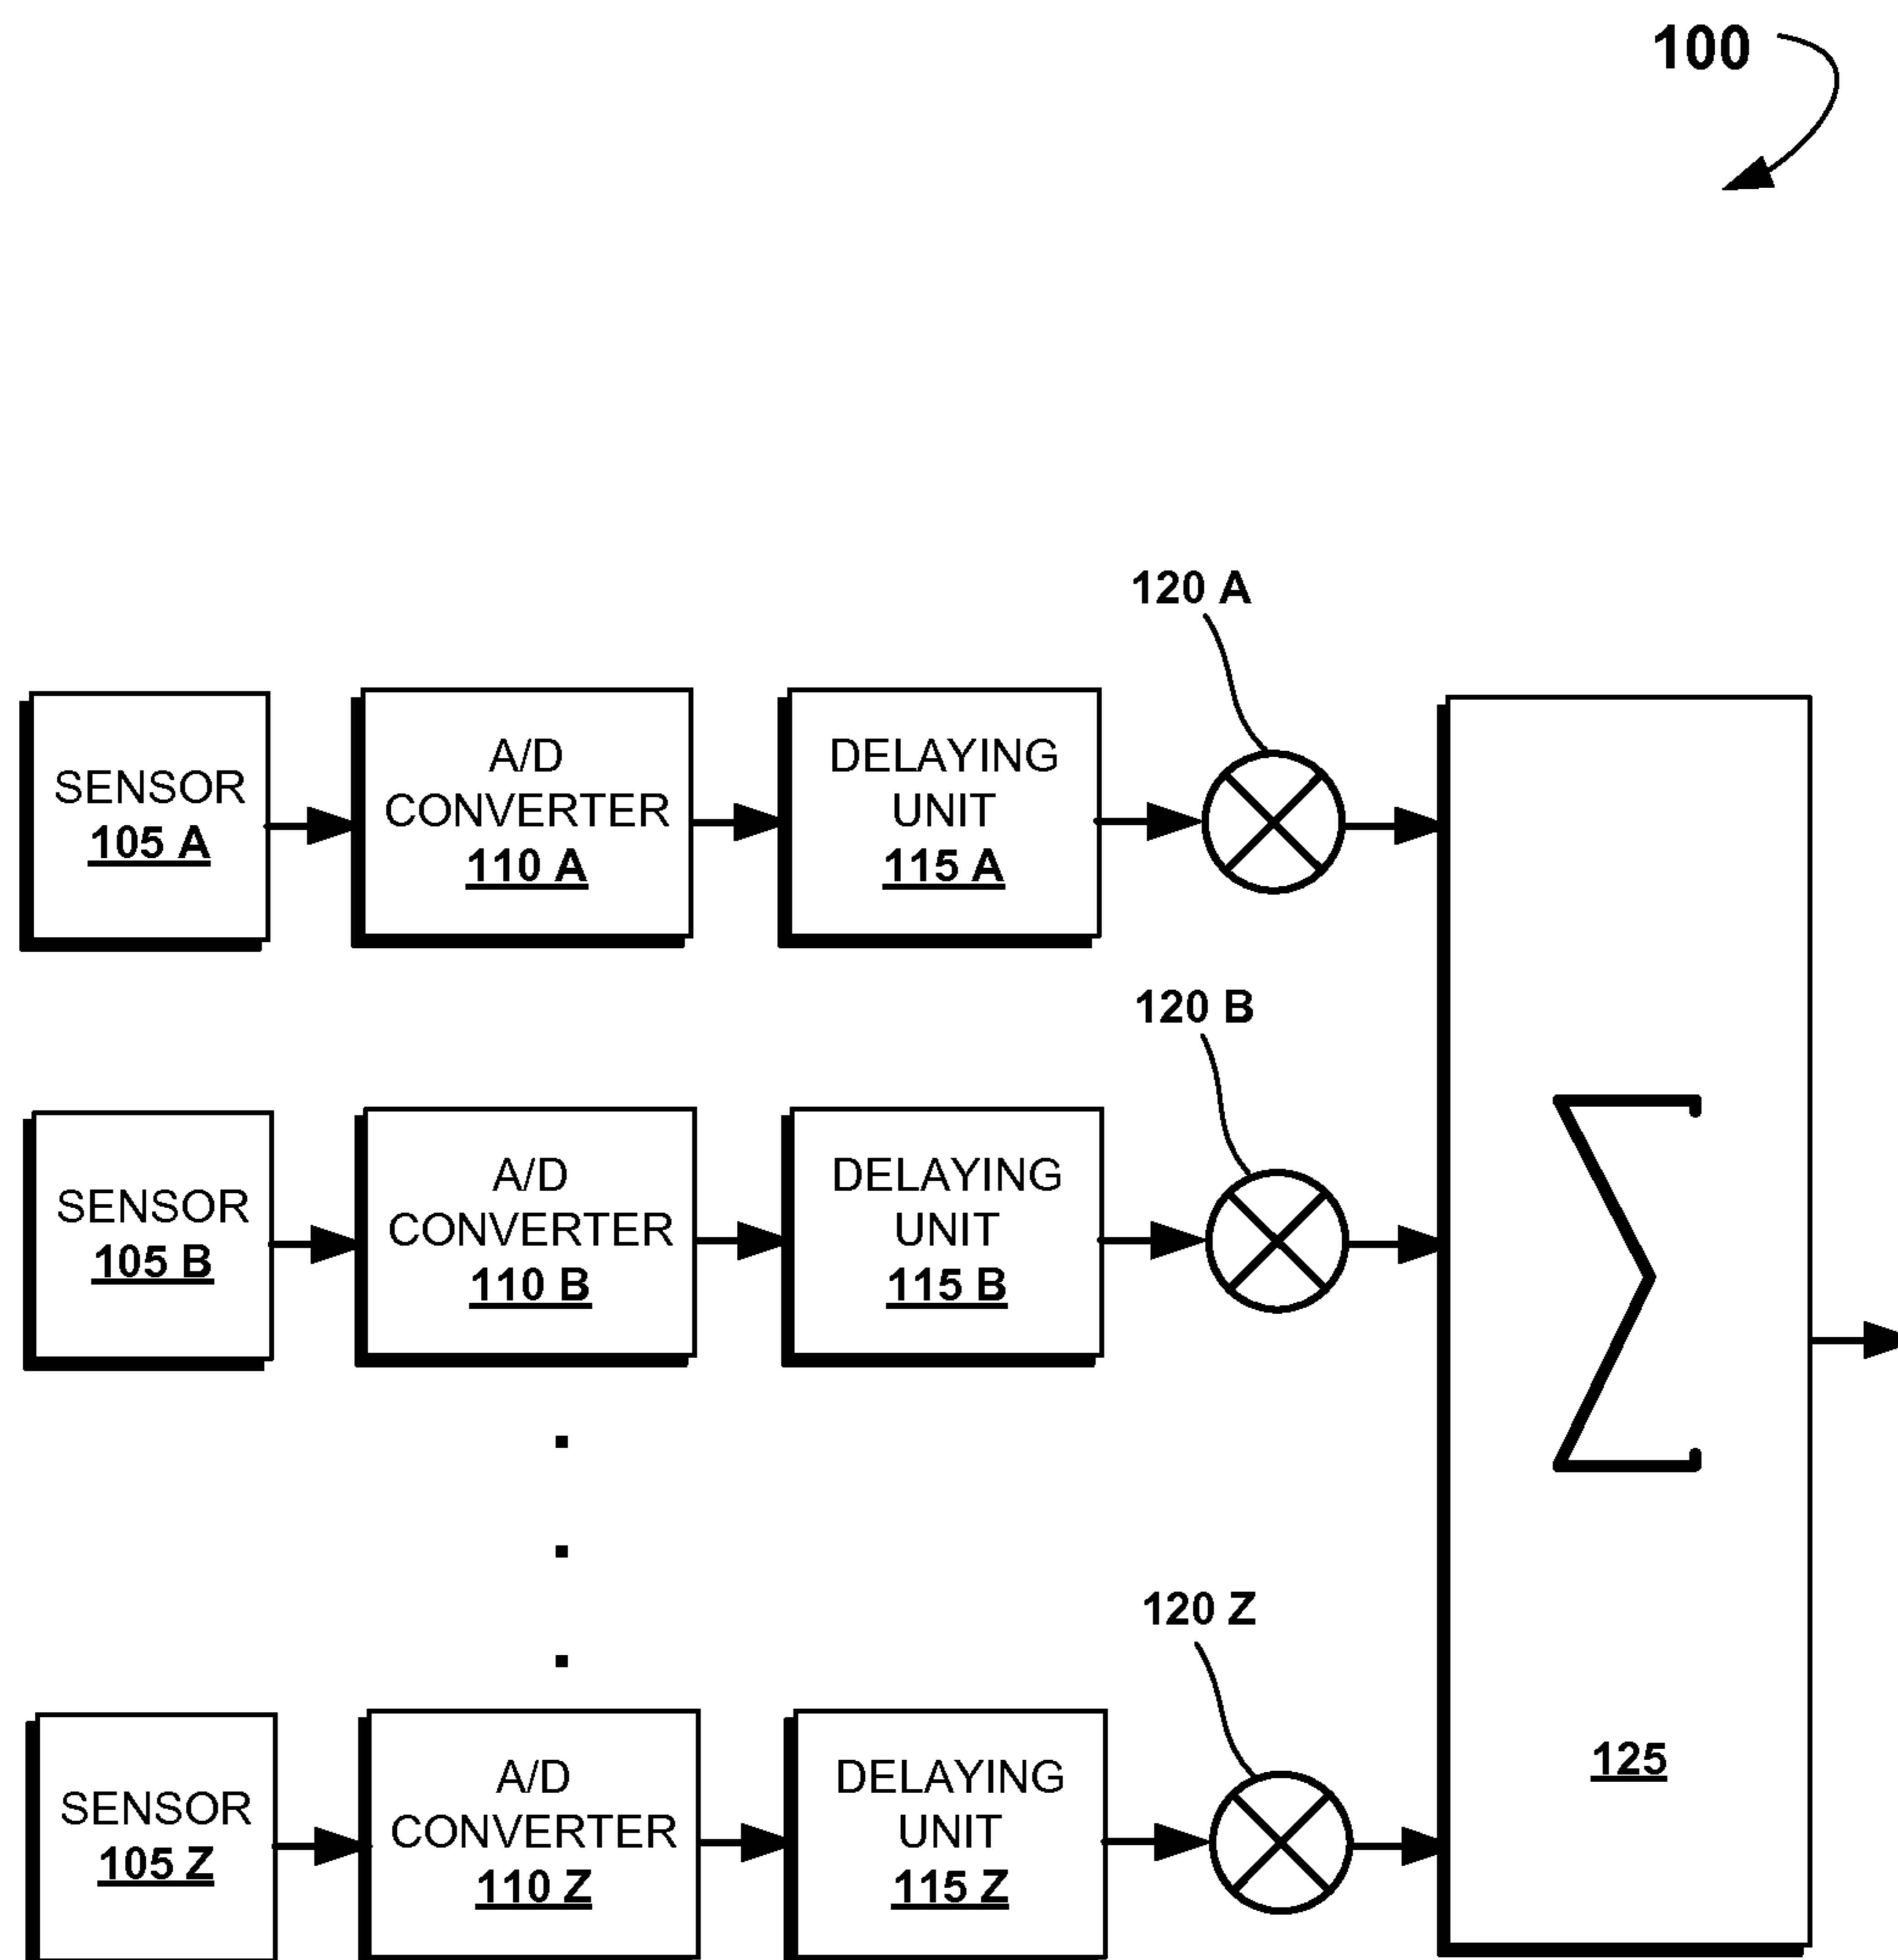 100
120 A
SENSOR
105 A
A/D
CONVERTER
110 A
DELAYING
UNIT
115 A
120 B
SENSOR
105 B
A/D
CONVERTER
110 B
DELAYING
UNIT
115 B
120 Z
SENSOR
105 Z
A/D
CONVERTER
110 Z
DELAYING
UNIT
115 Z
∑
125